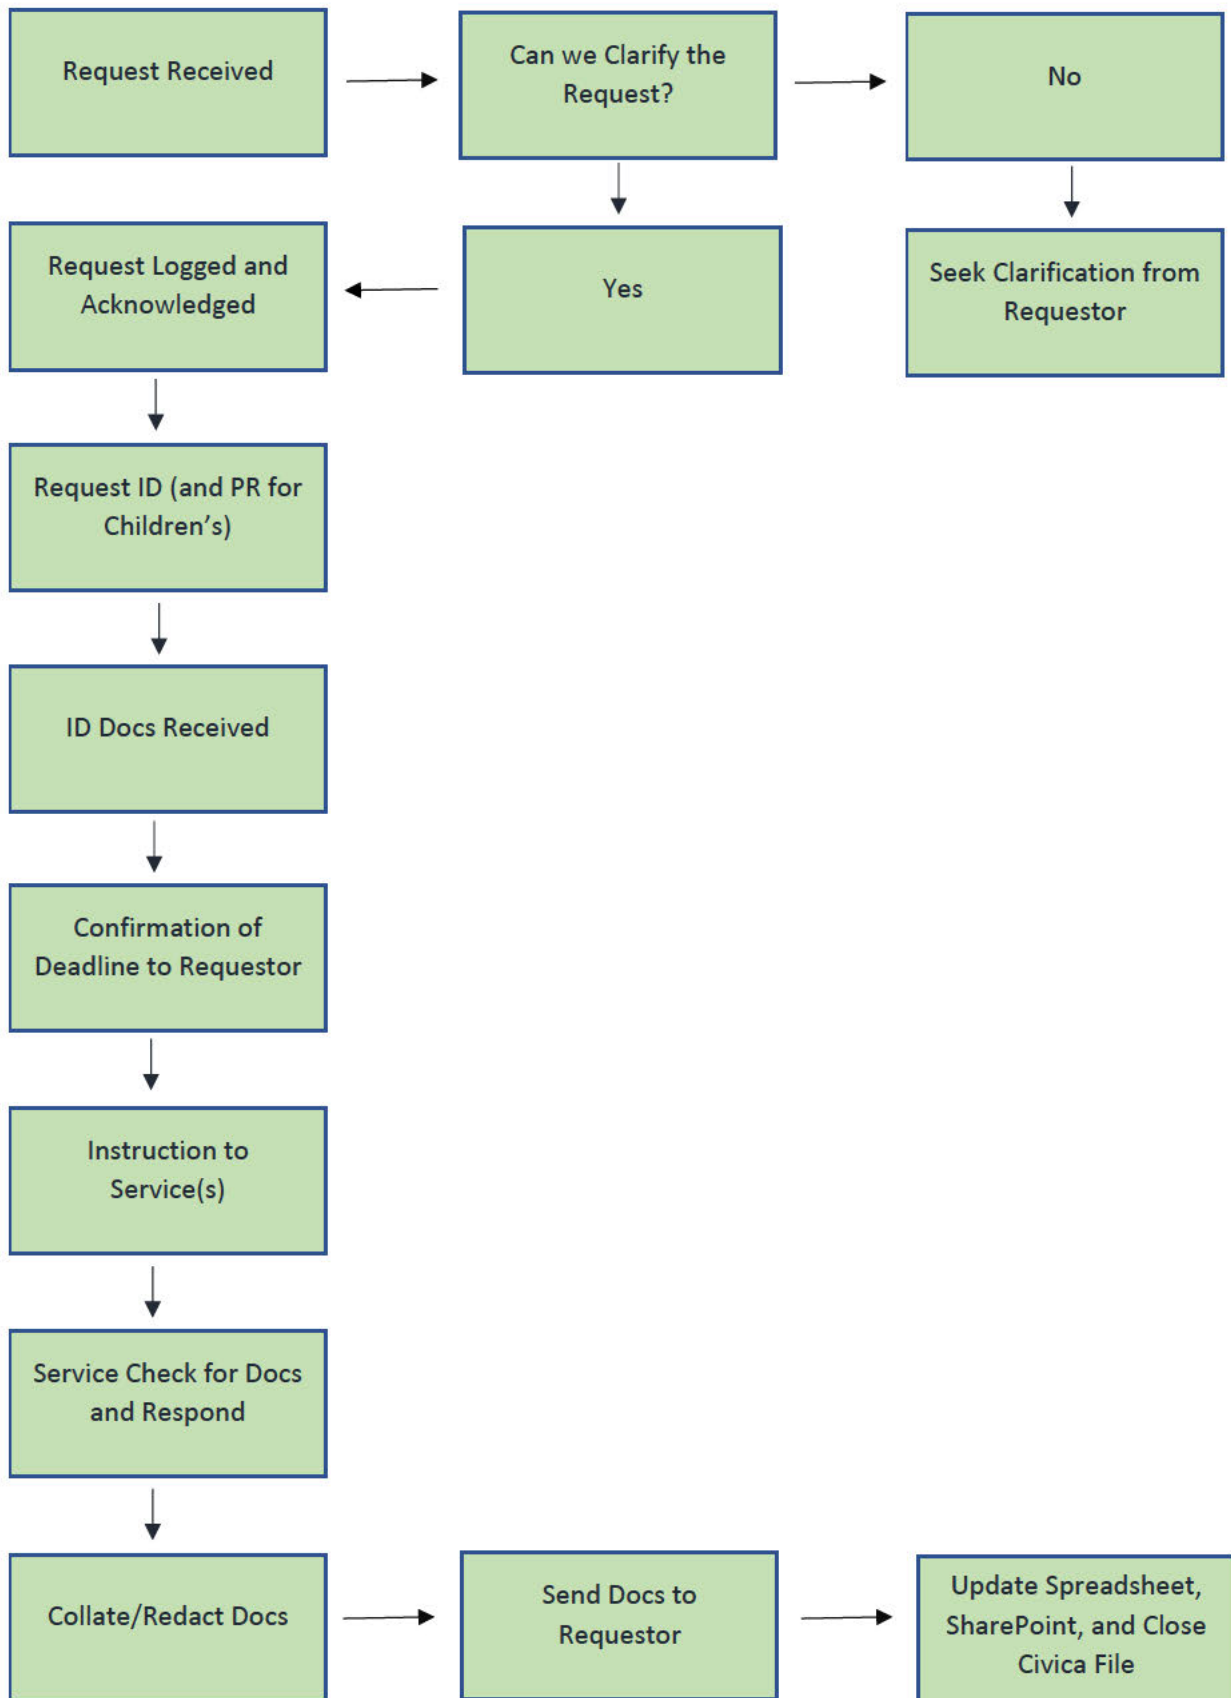 Request Received
Can we Clarify the
Request?
No
Request Logged and
Acknowledged
Yes
Seek Clarification from
Requestor
Request ID (and PR for
Children’s)
ID Docs Received
Confirmation of
Deadline to Requestor
Instruction to
Service(s)
Service Check for Docs
and Respond
Collate/Redact Docs
Send Docs to
Requestor
Update Spreadsheet,
SharePoint, and Close
Civica File